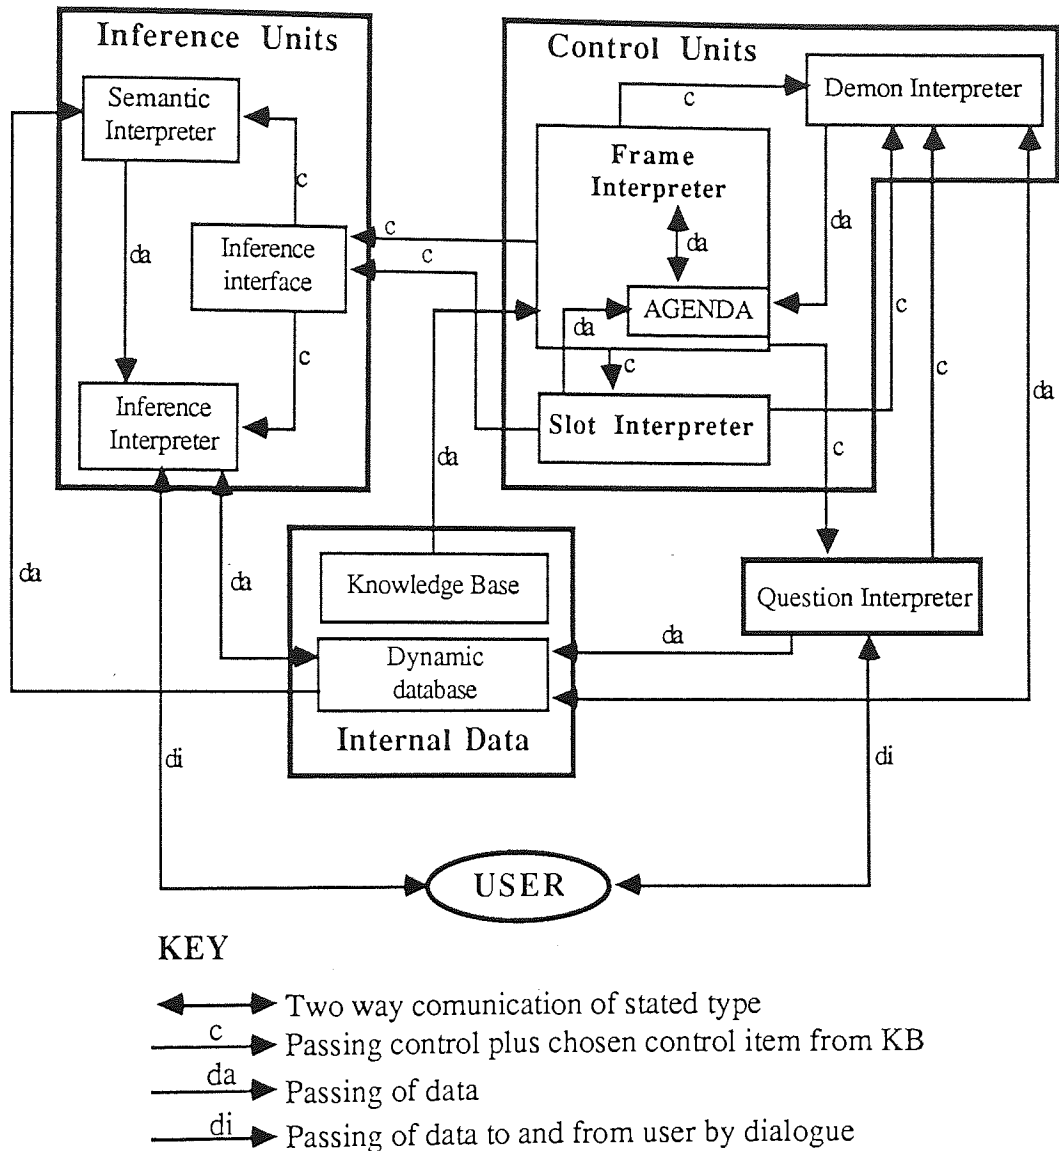 Inference Units
Control Units
Semantic
Interpreter
Demon Interpreter
c
Frame
Interpreter
c
da
da
da
Inference
interface
c
c
AGENDA
da
c
c
c
c
Inference
Interpreter
Slot Interpreter
c
da
da
da
da
Knowledge Base
Question Interpreter
da
Dynamic
database
Internal Data
di
di
USER
KEY
Two way comunication of stated type
c
Passing control plus chosen control item from KB
da
Passing of data
di
Passing of data to and from user by dialogue